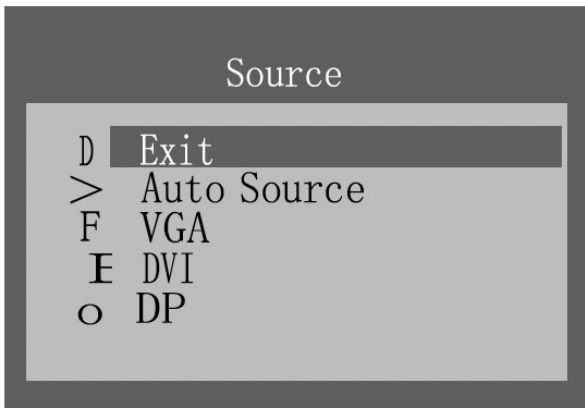 Source
D Exit
> Auto Source
F VGA
E DVI
o DP